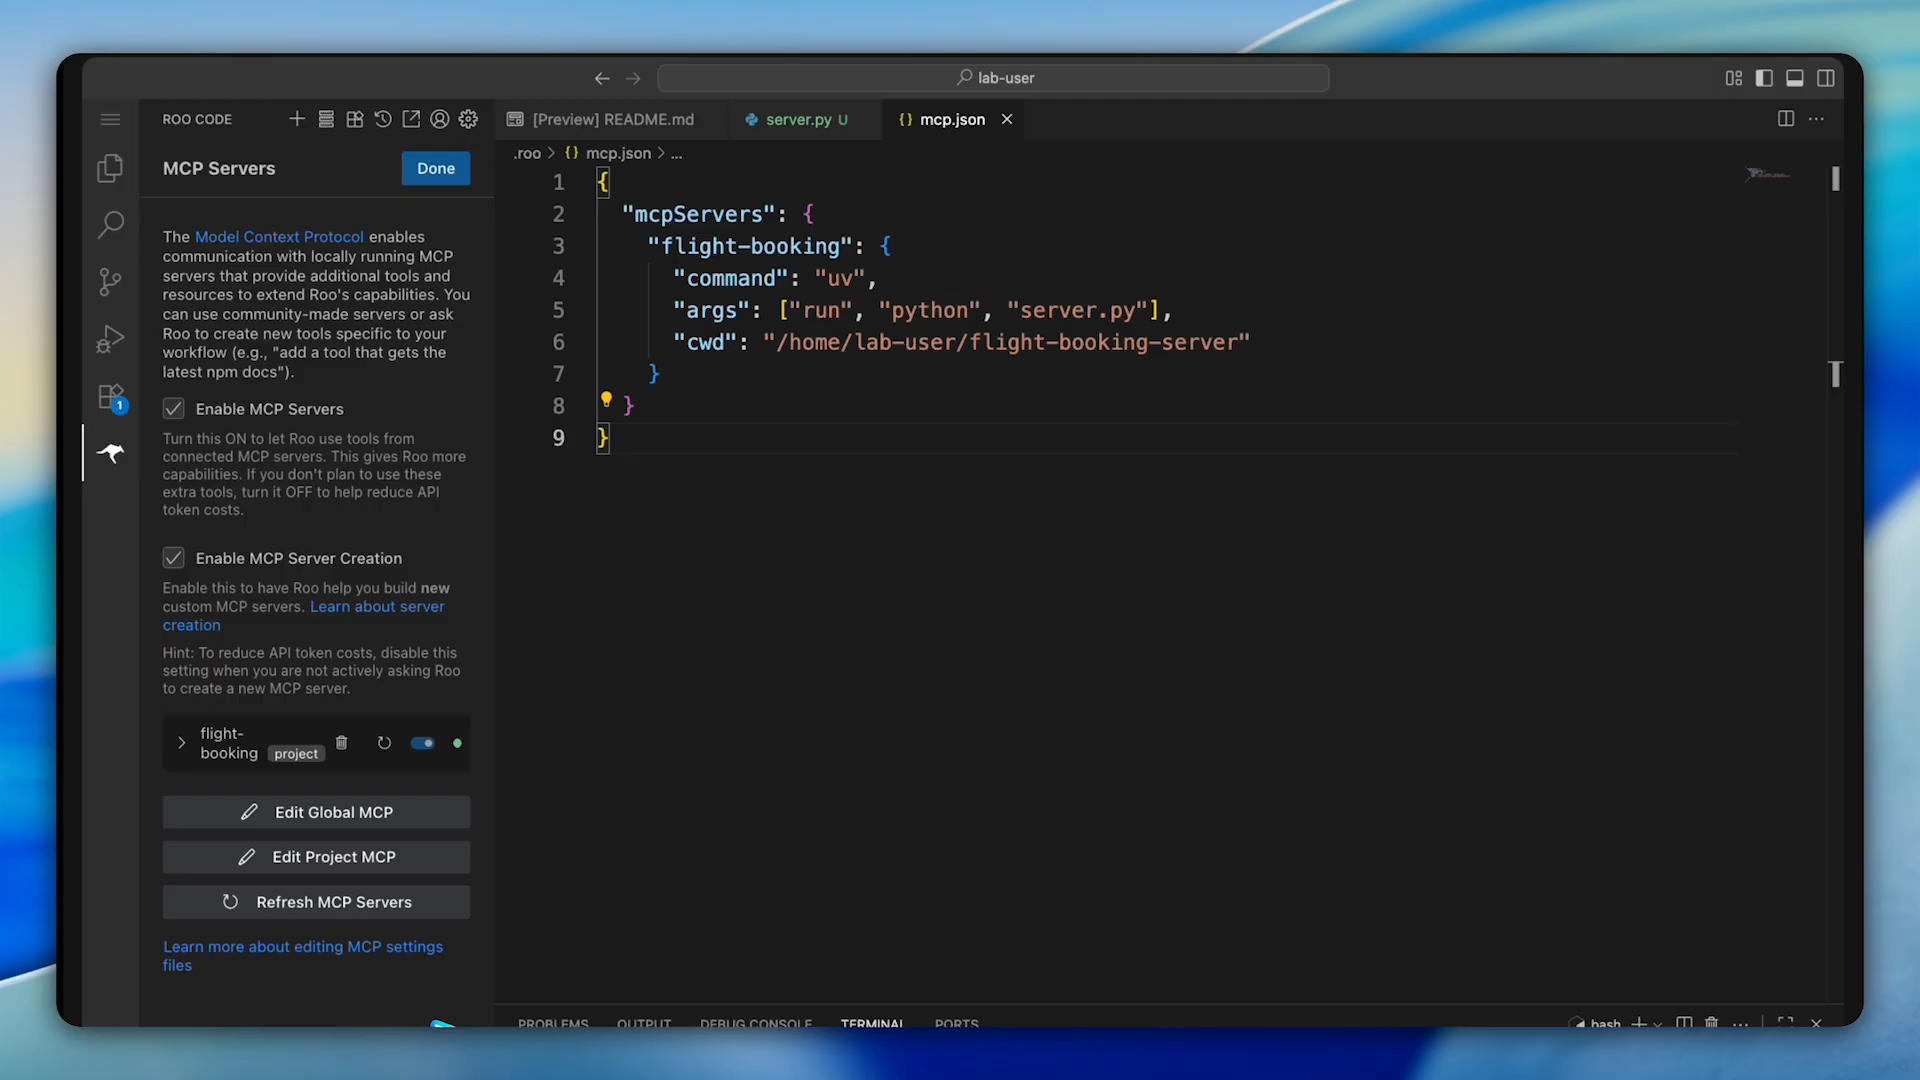 lab-user
ROO CODE
[Preview] README.md
server.py U
{} mcp.json
MCP Servers
Done
.roo > {} mcp.json > ...
The Model Context Protocol enables
communication with locally running MCP
servers that provide additional tools and
resources to extend Roo's capabilities. You
can use community-made servers or ask
Roo to create new tools specific to your
workflow (e.g., "add a tool that gets the
latest npm docs").
Enable MCP Servers
Turn this ON to let Roo use tools from
connected MCP servers. This gives Roo more
capabilities. If you don't plan to use these
extra tools, turn it OFF to help reduce API
token costs.
Enable MCP Server Creation
Enable this to have Roo help you build new
custom MCP servers. Learn about server
creation
Hint: To reduce API token costs, disable this
setting when you are not actively asking Roo
to create a new MCP server.
flight-
booking project
Edit Global MCP
Edit Project MCP
Refresh MCP Servers
Learn more about editing MCP settings
files
1
1 {
2 "mcpServers": {
3 "flight-booking": {
4 "command": "uv",
5 "args": ["run", "python", "server.py"],
6 "cwd": "/home/lab-user/flight-booking-server"
7 }
8 }
9 }
PROBLEMS OUTPUT DEBUG CONSOLE TERMINAL PORTS
bash